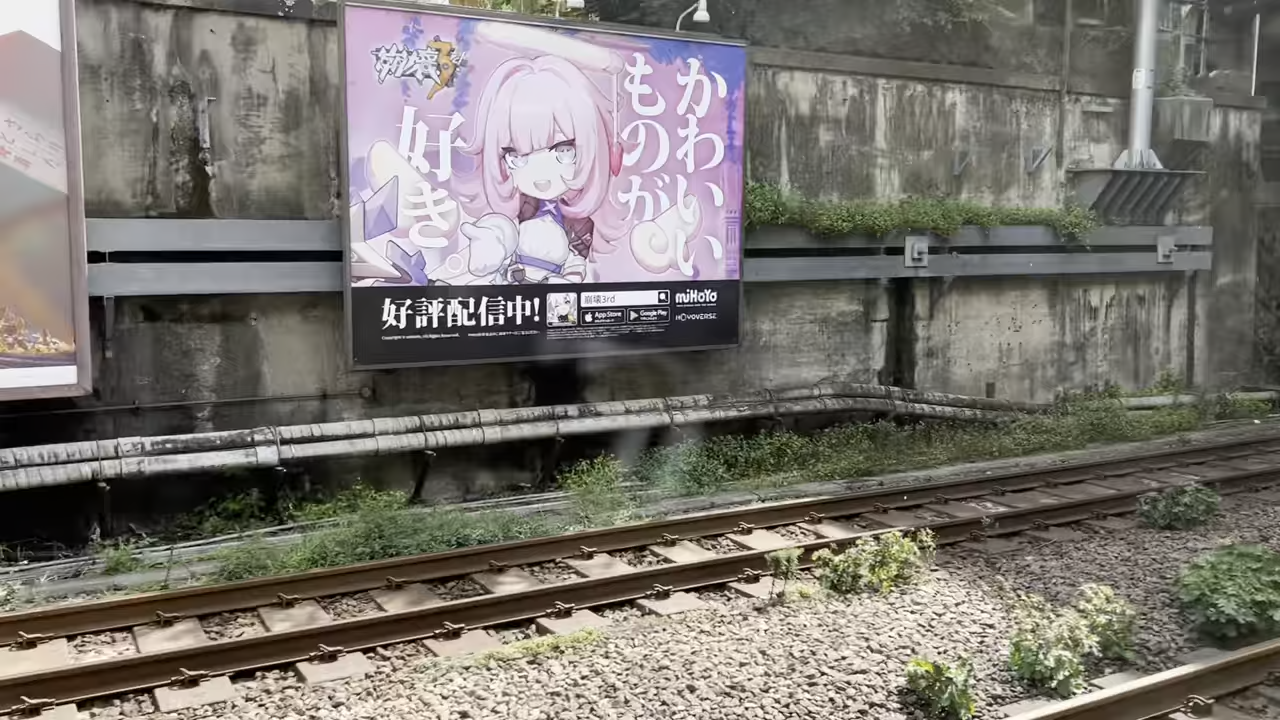 崩壊3rd
かわいい
ものが
好き。
好評配信中!
崩壊3rd
App Store
Google Play
miHoYo
HOYOVERSE